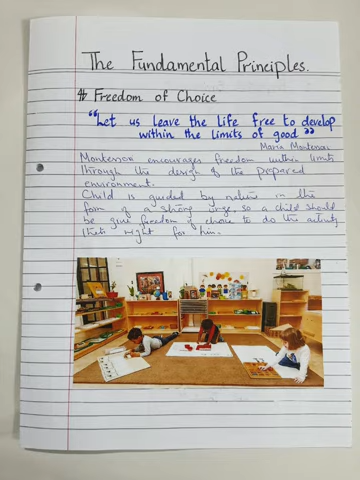 The Fundamental Principles.
Freedom of Choice
"Let us leave the life free to develop
within the limits of good"
Maria Montessori
Montessori encourages freedom within limits
through the design of the prepared
environment.
Child is guided by nature in the
form of a strong urge, so a child should
be give freedom of choice to do the activity
thats right for him.